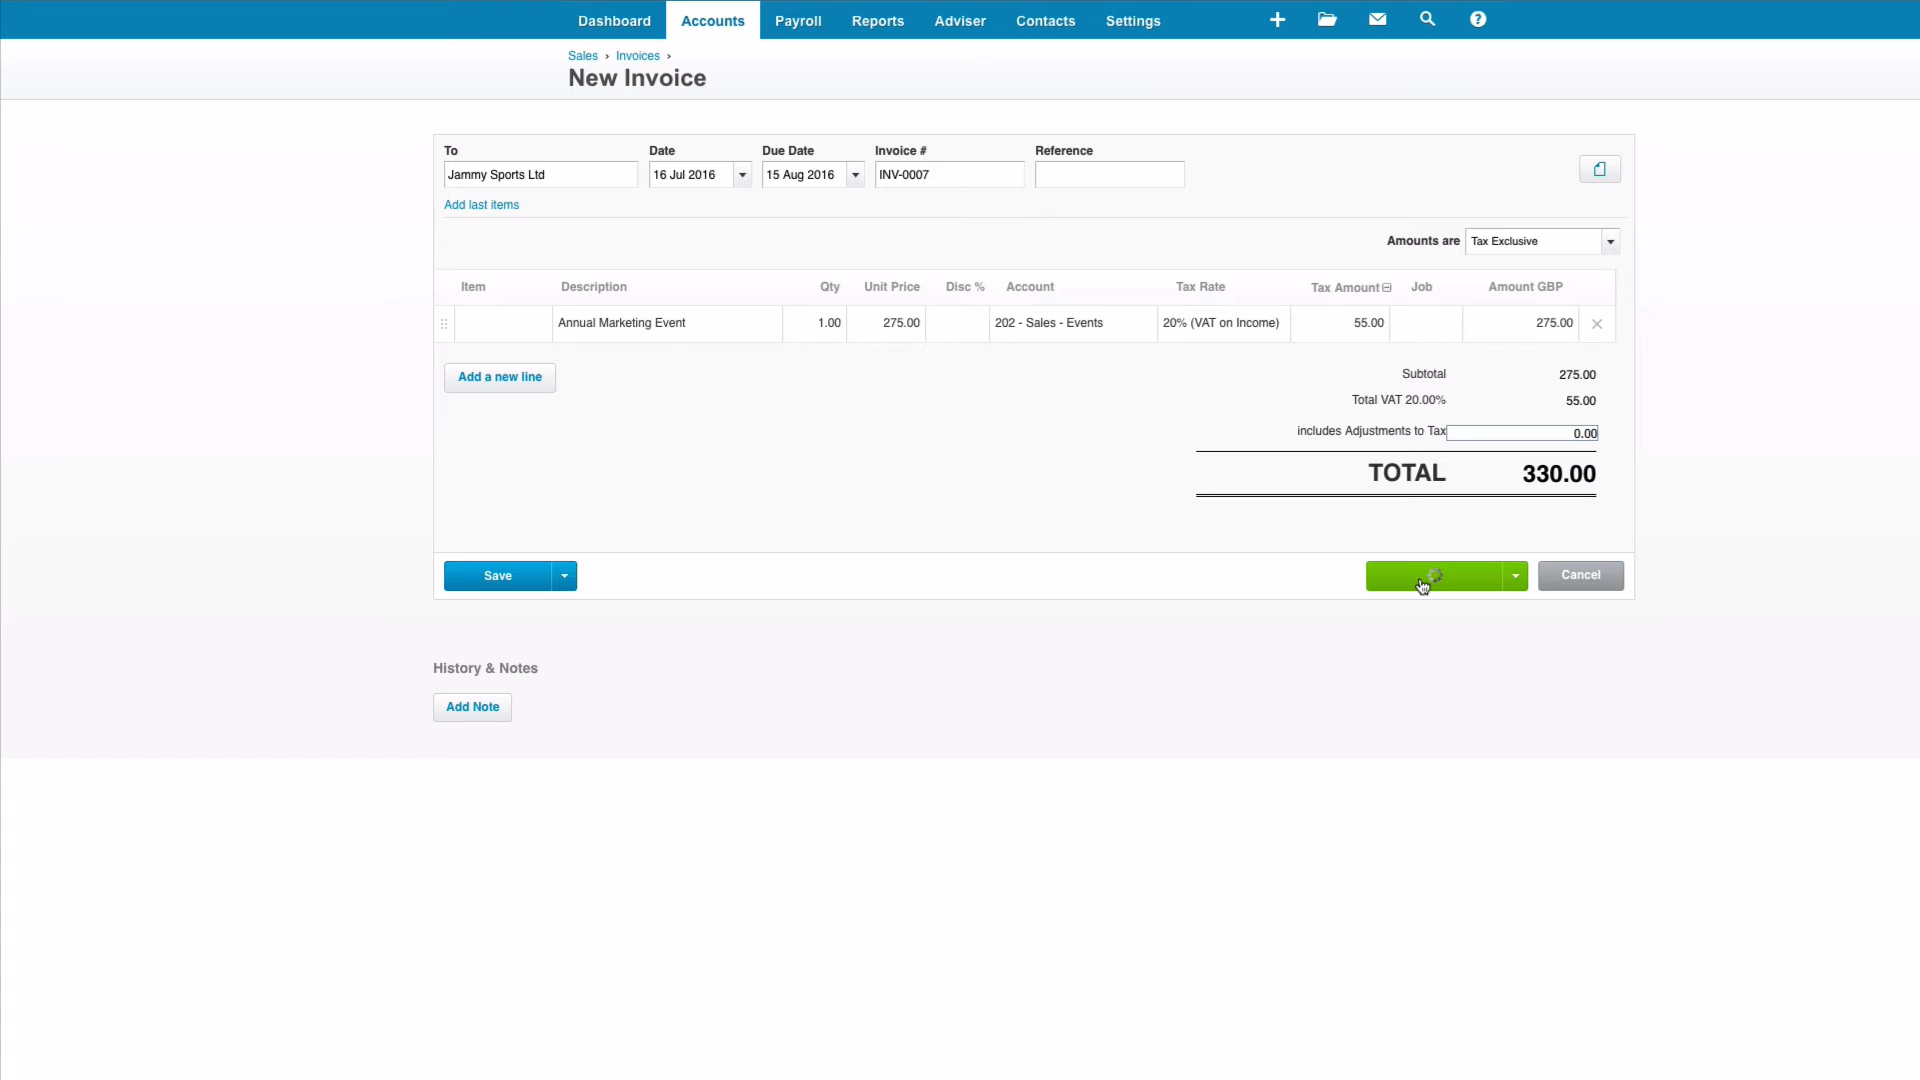 Dashboard Accounts Payroll Reports Adviser Contacts Settings
Sales › Invoices ›
New Invoice
To Date Due Date Invoice # Reference
Jammy Sports Ltd 16 Jul 2016 15 Aug 2016 INV-0007
Add last items
Amounts are Tax Exclusive
Item Description Qty Unit Price Disc % Account Tax Rate Tax Amount Job Amount GBP
Annual Marketing Event 1.00 275.00 202 - Sales - Events 20% (VAT on Income) 55.00 275.00
Add a new line
Subtotal 275.00
Total VAT 20.00% 55.00
includes Adjustments to Tax 0.00
TOTAL 330.00
Save Cancel
History & Notes
Add Note